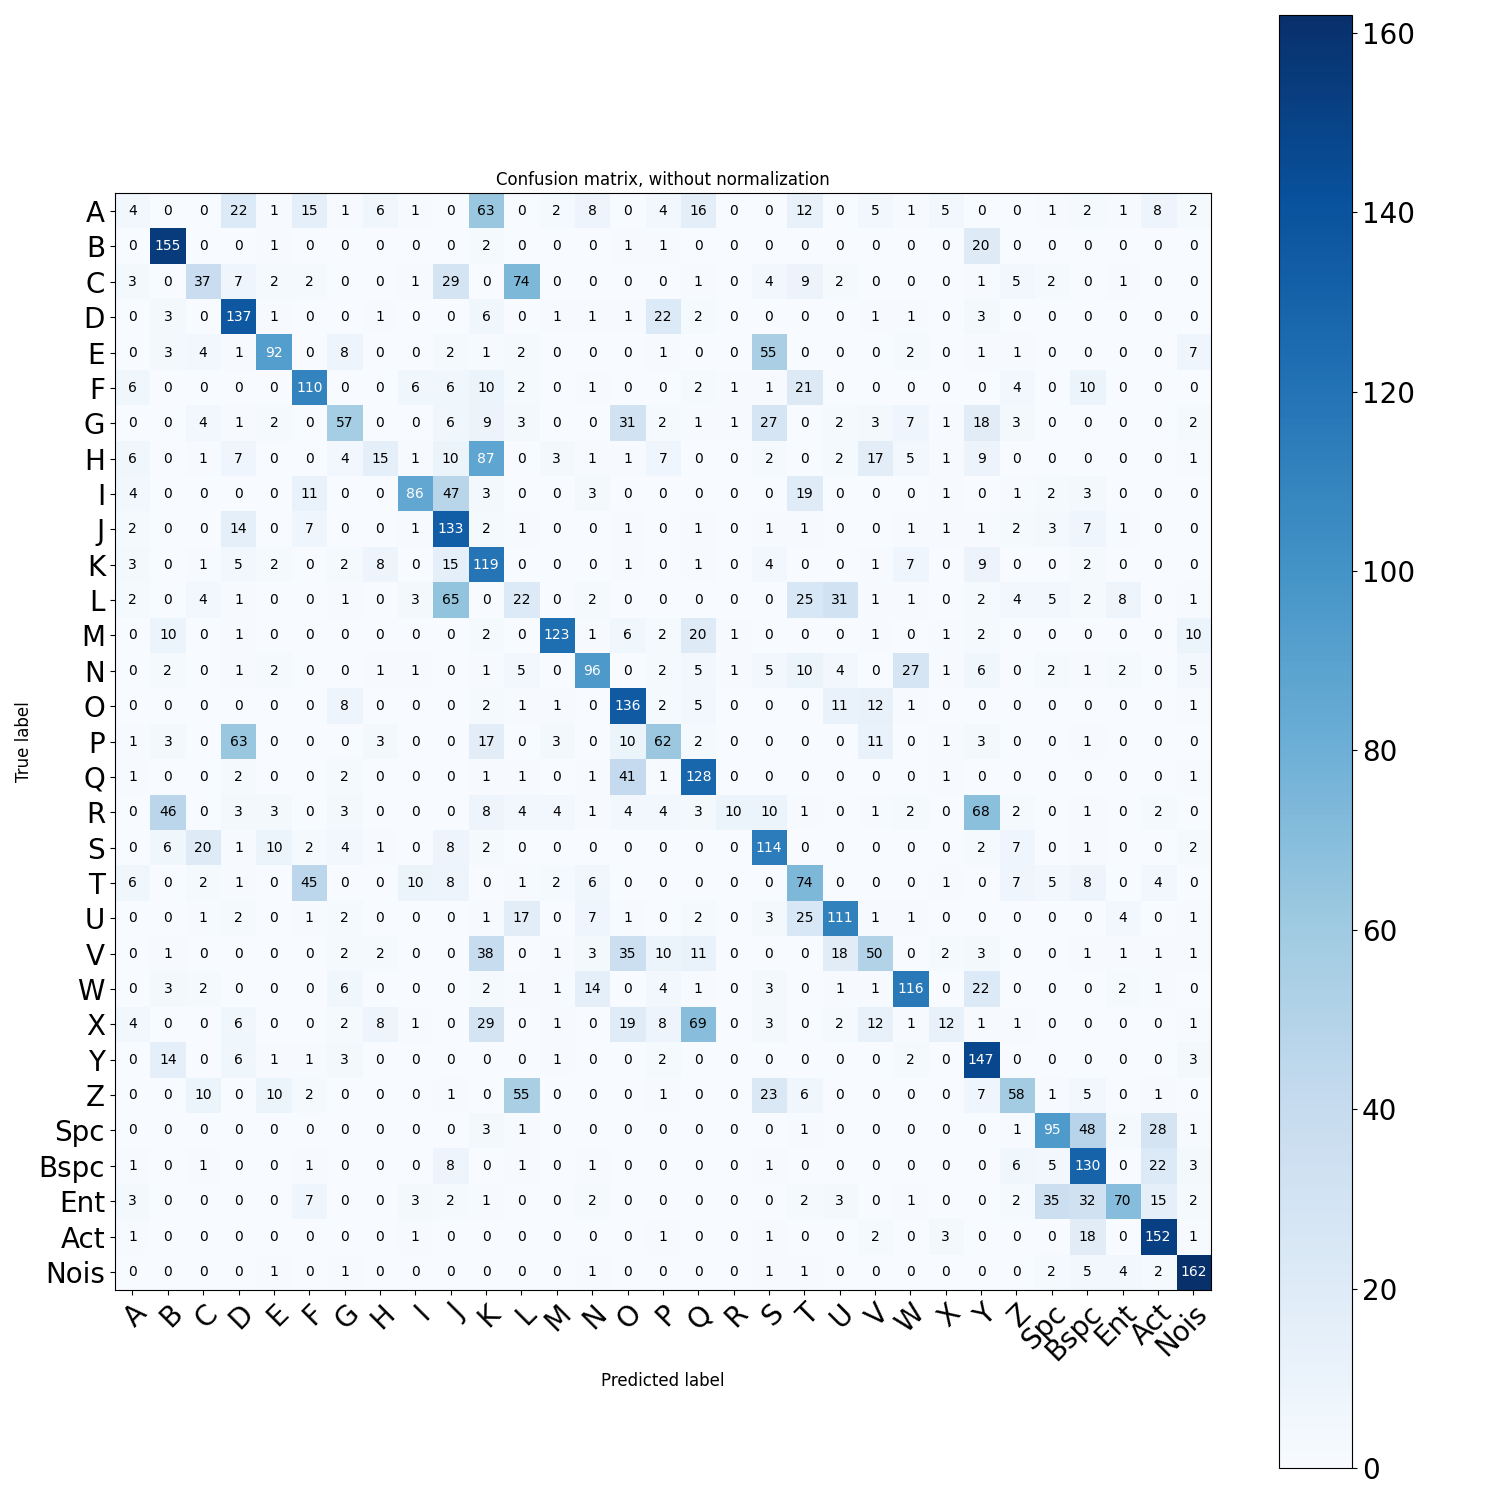 Confusion matrix, without normalization
A 4 0 0 22 1 15 1 6 1 0 63 0 2 8 0 4 16 0 0 12 0 5 1 5 0 0 1 2 1 8 2
B 0 155 0 0 1 0 0 0 0 0 2 0 0 0 1 1 0 0 0 0 0 0 0 0 20 0 0 0 0 0 0
C 3 0 37 7 2 2 0 0 1 29 0 74 0 0 0 0 1 0 4 9 2 0 0 0 1 5 2 0 1 0 0
D 0 3 0 137 1 0 0 1 0 0 6 0 1 1 1 22 2 0 0 0 0 1 1 0 3 0 0 0 0 0 0
E 0 3 4 1 92 0 8 0 0 2 1 2 0 0 0 1 0 0 55 0 0 0 2 0 1 1 0 0 0 0 7
F 6 0 0 0 0 110 0 0 6 6 10 2 0 1 0 0 2 1 1 21 0 0 0 0 0 4 0 10 0 0 0
G 0 0 4 1 2 0 57 0 0 6 9 3 0 0 31 2 1 1 27 0 2 3 7 1 18 3 0 0 0 0 2
H 6 0 1 7 0 0 4 15 1 10 87 0 3 1 1 7 0 0 2 0 2 17 5 1 9 0 0 0 0 0 1
I 4 0 0 0 0 11 0 0 86 47 3 0 0 3 0 0 0 0 0 19 0 0 0 1 0 1 2 3 0 0 0
J 2 0 0 14 0 7 0 0 1 133 2 1 0 0 1 0 1 0 1 1 0 0 1 1 1 2 3 7 1 0 0
K 3 0 1 5 2 0 2 8 0 15 119 0 0 0 1 0 1 0 4 0 0 1 7 0 9 0 0 2 0 0 0
L 2 0 4 1 0 0 1 0 3 65 0 22 0 2 0 0 0 0 0 25 31 1 1 0 2 4 5 2 8 0 1
M 0 10 0 1 0 0 0 0 0 0 2 0 123 1 6 2 20 1 0 0 0 1 0 1 2 0 0 0 0 0 10
N 0 2 0 1 2 0 0 1 1 0 1 5 0 96 0 2 5 1 5 10 4 0 27 1 6 0 2 1 2 0 5
O 0 0 0 0 0 0 8 0 0 0 2 1 1 0 136 2 5 0 0 0 11 12 1 0 0 0 0 0 0 0 1
P 1 3 0 63 0 0 0 3 0 0 17 0 3 0 10 62 2 0 0 0 0 11 0 1 3 0 0 1 0 0 0
Q 1 0 0 2 0 0 2 0 0 0 1 1 0 1 41 1 128 0 0 0 0 0 0 1 0 0 0 0 0 0 1
R 0 46 0 3 3 0 3 0 0 0 8 4 4 1 4 4 3 10 10 1 0 1 2 0 68 2 0 1 0 2 0
S 0 6 20 1 10 2 4 1 0 8 2 0 0 0 0 0 0 0 114 0 0 0 0 0 2 7 0 1 0 0 2
T 6 0 2 1 0 45 0 0 10 8 0 1 2 6 0 0 0 0 0 74 0 0 0 1 0 7 5 8 0 4 0
U 0 0 1 2 0 1 2 0 0 0 1 17 0 7 1 0 2 0 3 25 111 1 1 0 0 0 0 0 4 0 1
V 0 1 0 0 0 0 2 2 0 0 38 0 1 3 35 10 11 0 0 0 18 50 0 2 3 0 0 1 1 1 1
W 0 3 2 0 0 0 6 0 0 0 2 1 1 14 0 4 1 0 3 0 1 1 116 0 22 0 0 0 2 1 0
X 4 0 0 6 0 0 2 8 1 0 29 0 1 0 19 8 69 0 3 0 2 12 1 12 1 1 0 0 0 0 1
Y 0 14 0 6 1 1 3 0 0 0 0 0 1 0 0 2 0 0 0 0 0 0 2 0 147 0 0 0 0 0 3
Z 0 0 10 0 10 2 0 0 0 1 0 55 0 0 0 1 0 0 23 6 0 0 0 0 7 58 1 5 0 1 0
Spc 0 0 0 0 0 0 0 0 0 0 3 1 0 0 0 0 0 0 0 1 0 0 0 0 0 1 95 48 2 28 1
Bspc 1 0 1 0 0 1 0 0 0 8 0 1 0 1 0 0 0 0 1 0 0 0 0 0 0 6 5 130 0 22 3
Ent 3 0 0 0 0 7 0 0 3 2 1 0 0 2 0 0 0 0 0 2 3 0 1 0 0 2 35 32 70 15 2
Act 1 0 0 0 0 0 0 0 1 0 0 0 0 0 0 1 0 0 1 0 0 2 0 3 0 0 0 18 0 152 1
Nois 0 0 0 0 1 0 1 0 0 0 0 0 0 1 0 0 0 0 1 1 0 0 0 0 0 0 2 5 4 2 162
A B C D E F G H I J K L M N O P Q R S T U V W X Y Z Spc Bspc Ent Act Nois
Predicted label
True label
160
140
120
100
80
60
40
20
0